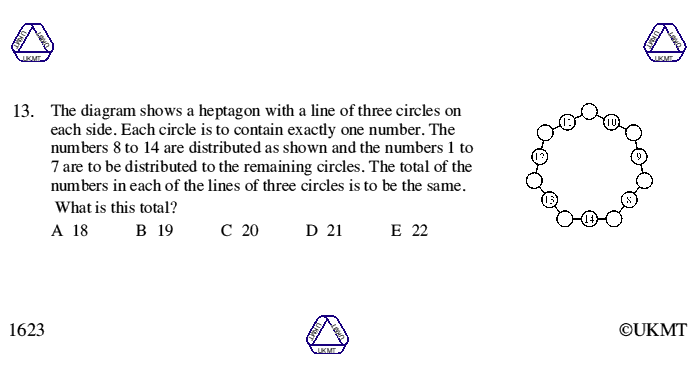 UKMT UKMT
13. The diagram shows a heptagon with a line of three circles on
each side. Each circle is to contain exactly one number. The
numbers 8 to 14 are distributed as shown and the numbers 1 to
7 are to be distributed to the remaining circles. The total of the
numbers in each of the lines of three circles is to be the same.
What is this total?
A 18 B 19 C 20 D 21 E 22
11 10
12 9
13 8
14
1623 UKMT ©UKMT